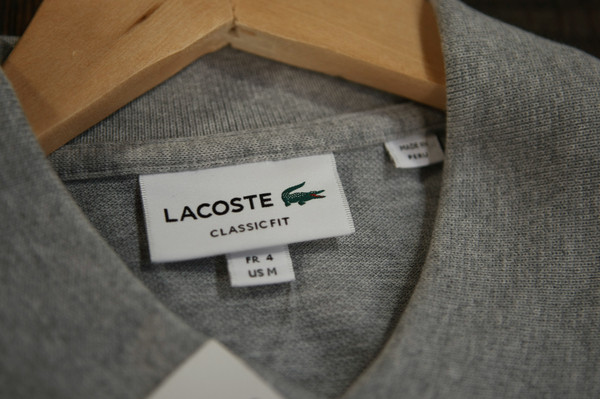 LACOSTE
CLASSIC FIT
FR 4
US M
MADE IN
PERU